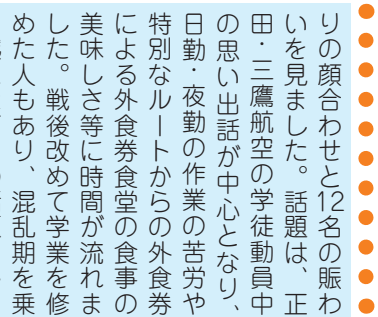 りの顔合わせと12名の賑わ
いを見ました。話題は、正
田・三鷹航空の学徒動員中
の思い出話が中心となり、
日勤・夜勤の作業の苦労や
特別なルートからの外食券
による外食券食堂の食事の
美味しさ等に時間が流れま
した。戦後改めて学業を修
めた人もあり、混乱期を乗